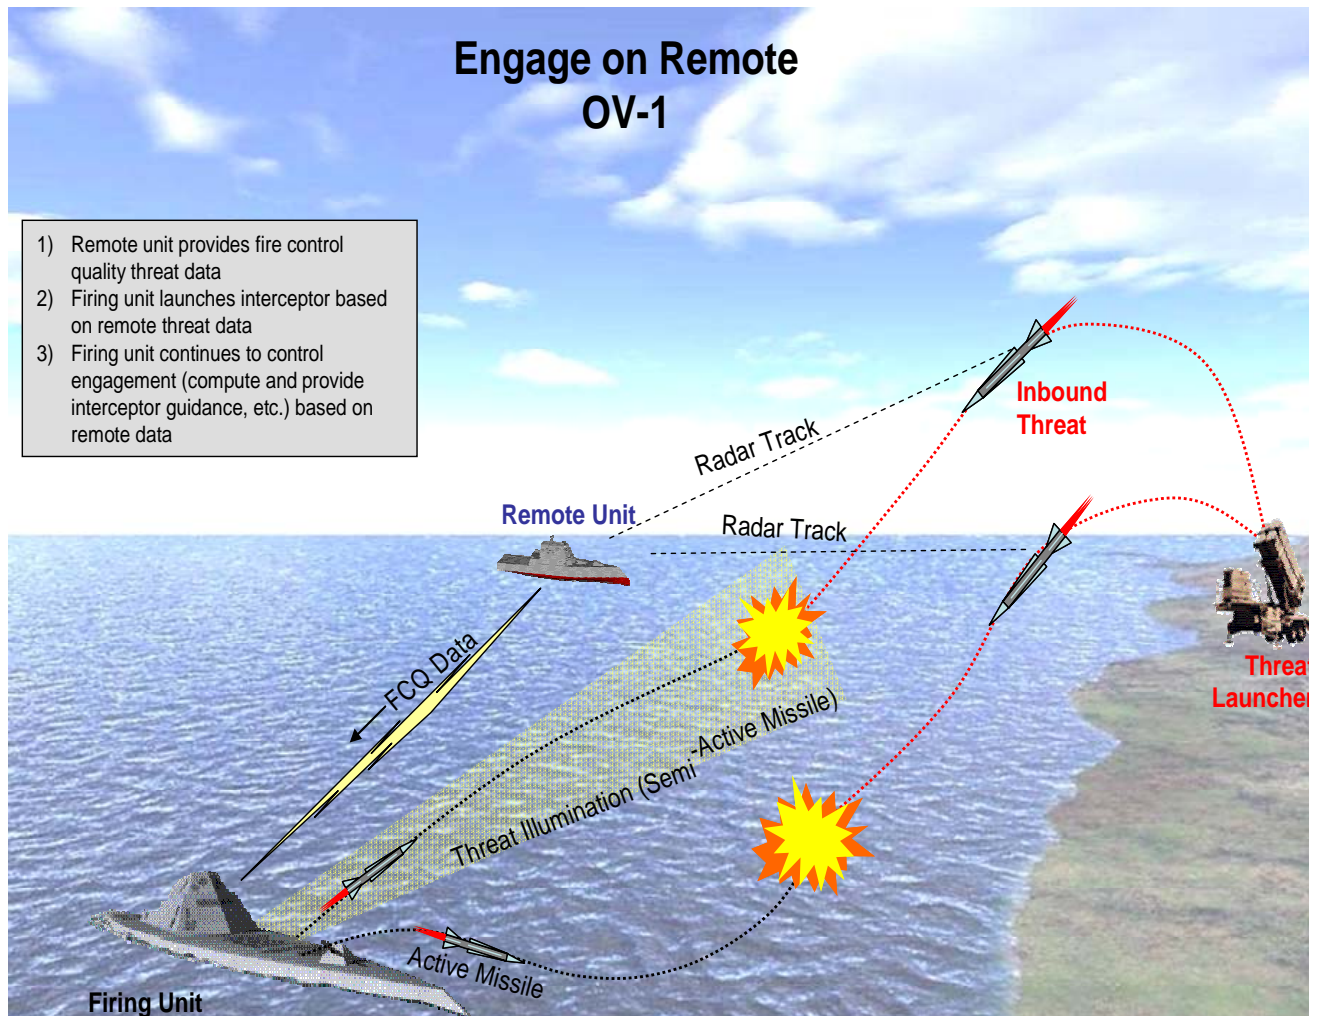 Engage on Remote
OV-1
1) Remote unit provides fire control
quality threat data
2) Firing unit launches interceptor based
on remote threat data
3) Firing unit continues to control
engagement (compute and provide
interceptor guidance, etc.) based on
remote data
Inbound
Threat
Radar Track
Remote Unit
Radar Track
FCQ Data
Threat
Launcher
Threat Illumination (Semi-Active Missile)
Active Missile
Firing Unit